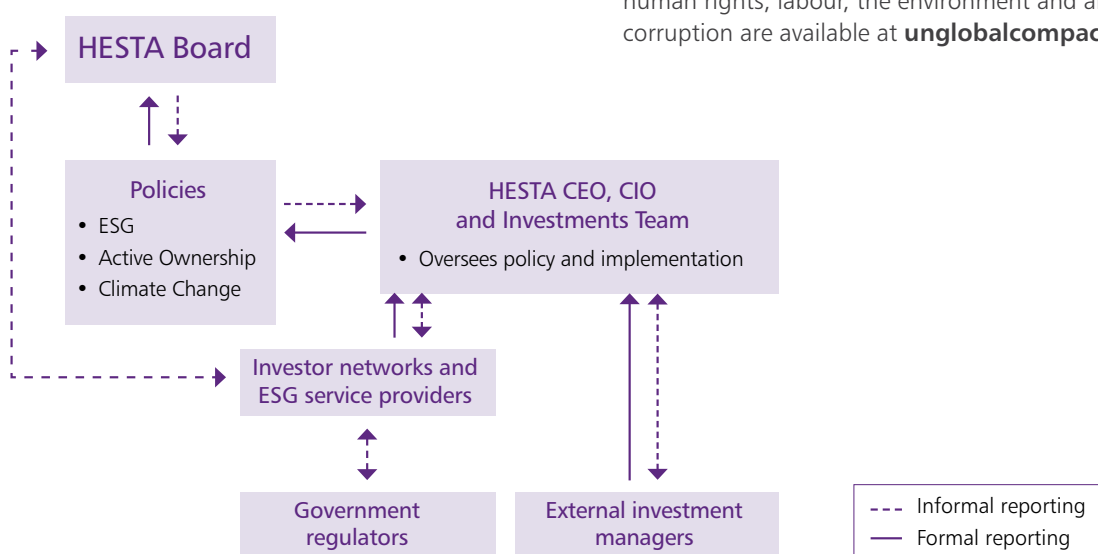 human rights, labour, the environment and
corruption are available at
HESTA Board
Policies
• ESG
• Active Ownership
• Climate Change
HESTA CEO, CIO
and Investments Team
• Oversees policy and implementation
Investor networks and
ESG service providers
Government
regulators
External investment
managers
Informal reporting
Formal reporting